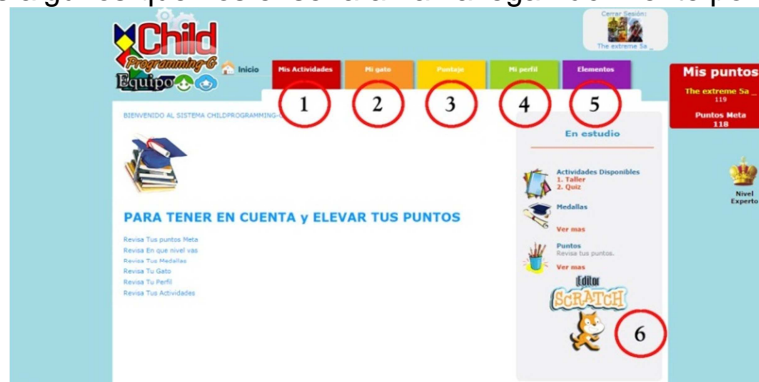 Cerrar Sesión:
The extreme Sa _
Child
Programming-G
Equipo
Inicio
Mis Actividades
Mi gato
Puntaje
Mi perfil
Elementos
1
2
3
4
5
Mis puntos
The extreme Sa _
119
Puntos Meta
118
Nivel
Experto
BIENVENIDO AL SISTEMA CHILDPROGRAMMING-
PARA TENER EN CUENTA y ELEVAR TUS PUNTOS
Revisa Tus puntos Meta
Revisa En que nivel vas
Revisa Tus Medallas
Revisa Tu Gato
Revisa Tu Perfil
Revisa Tus Actividades
En estudio
Actividades Disponibles
1. Taller
2. Quiz
Medallas
Ver mas
Puntos
Revisa tus puntos.
Ver mas
Editor
SCRATCH
6